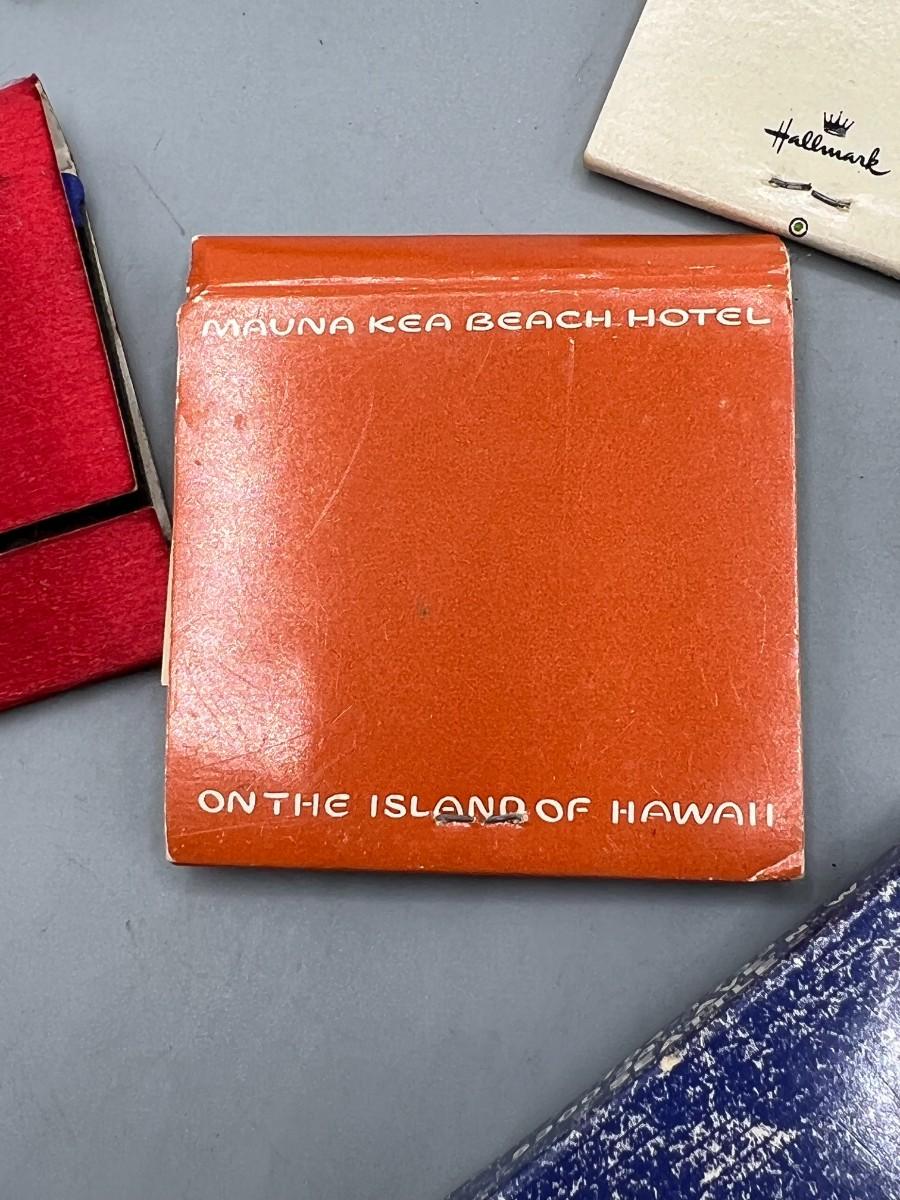 Hallmark
MAUNA KEA BEACH HOTEL
ON THE ISLAND OF HAWAII